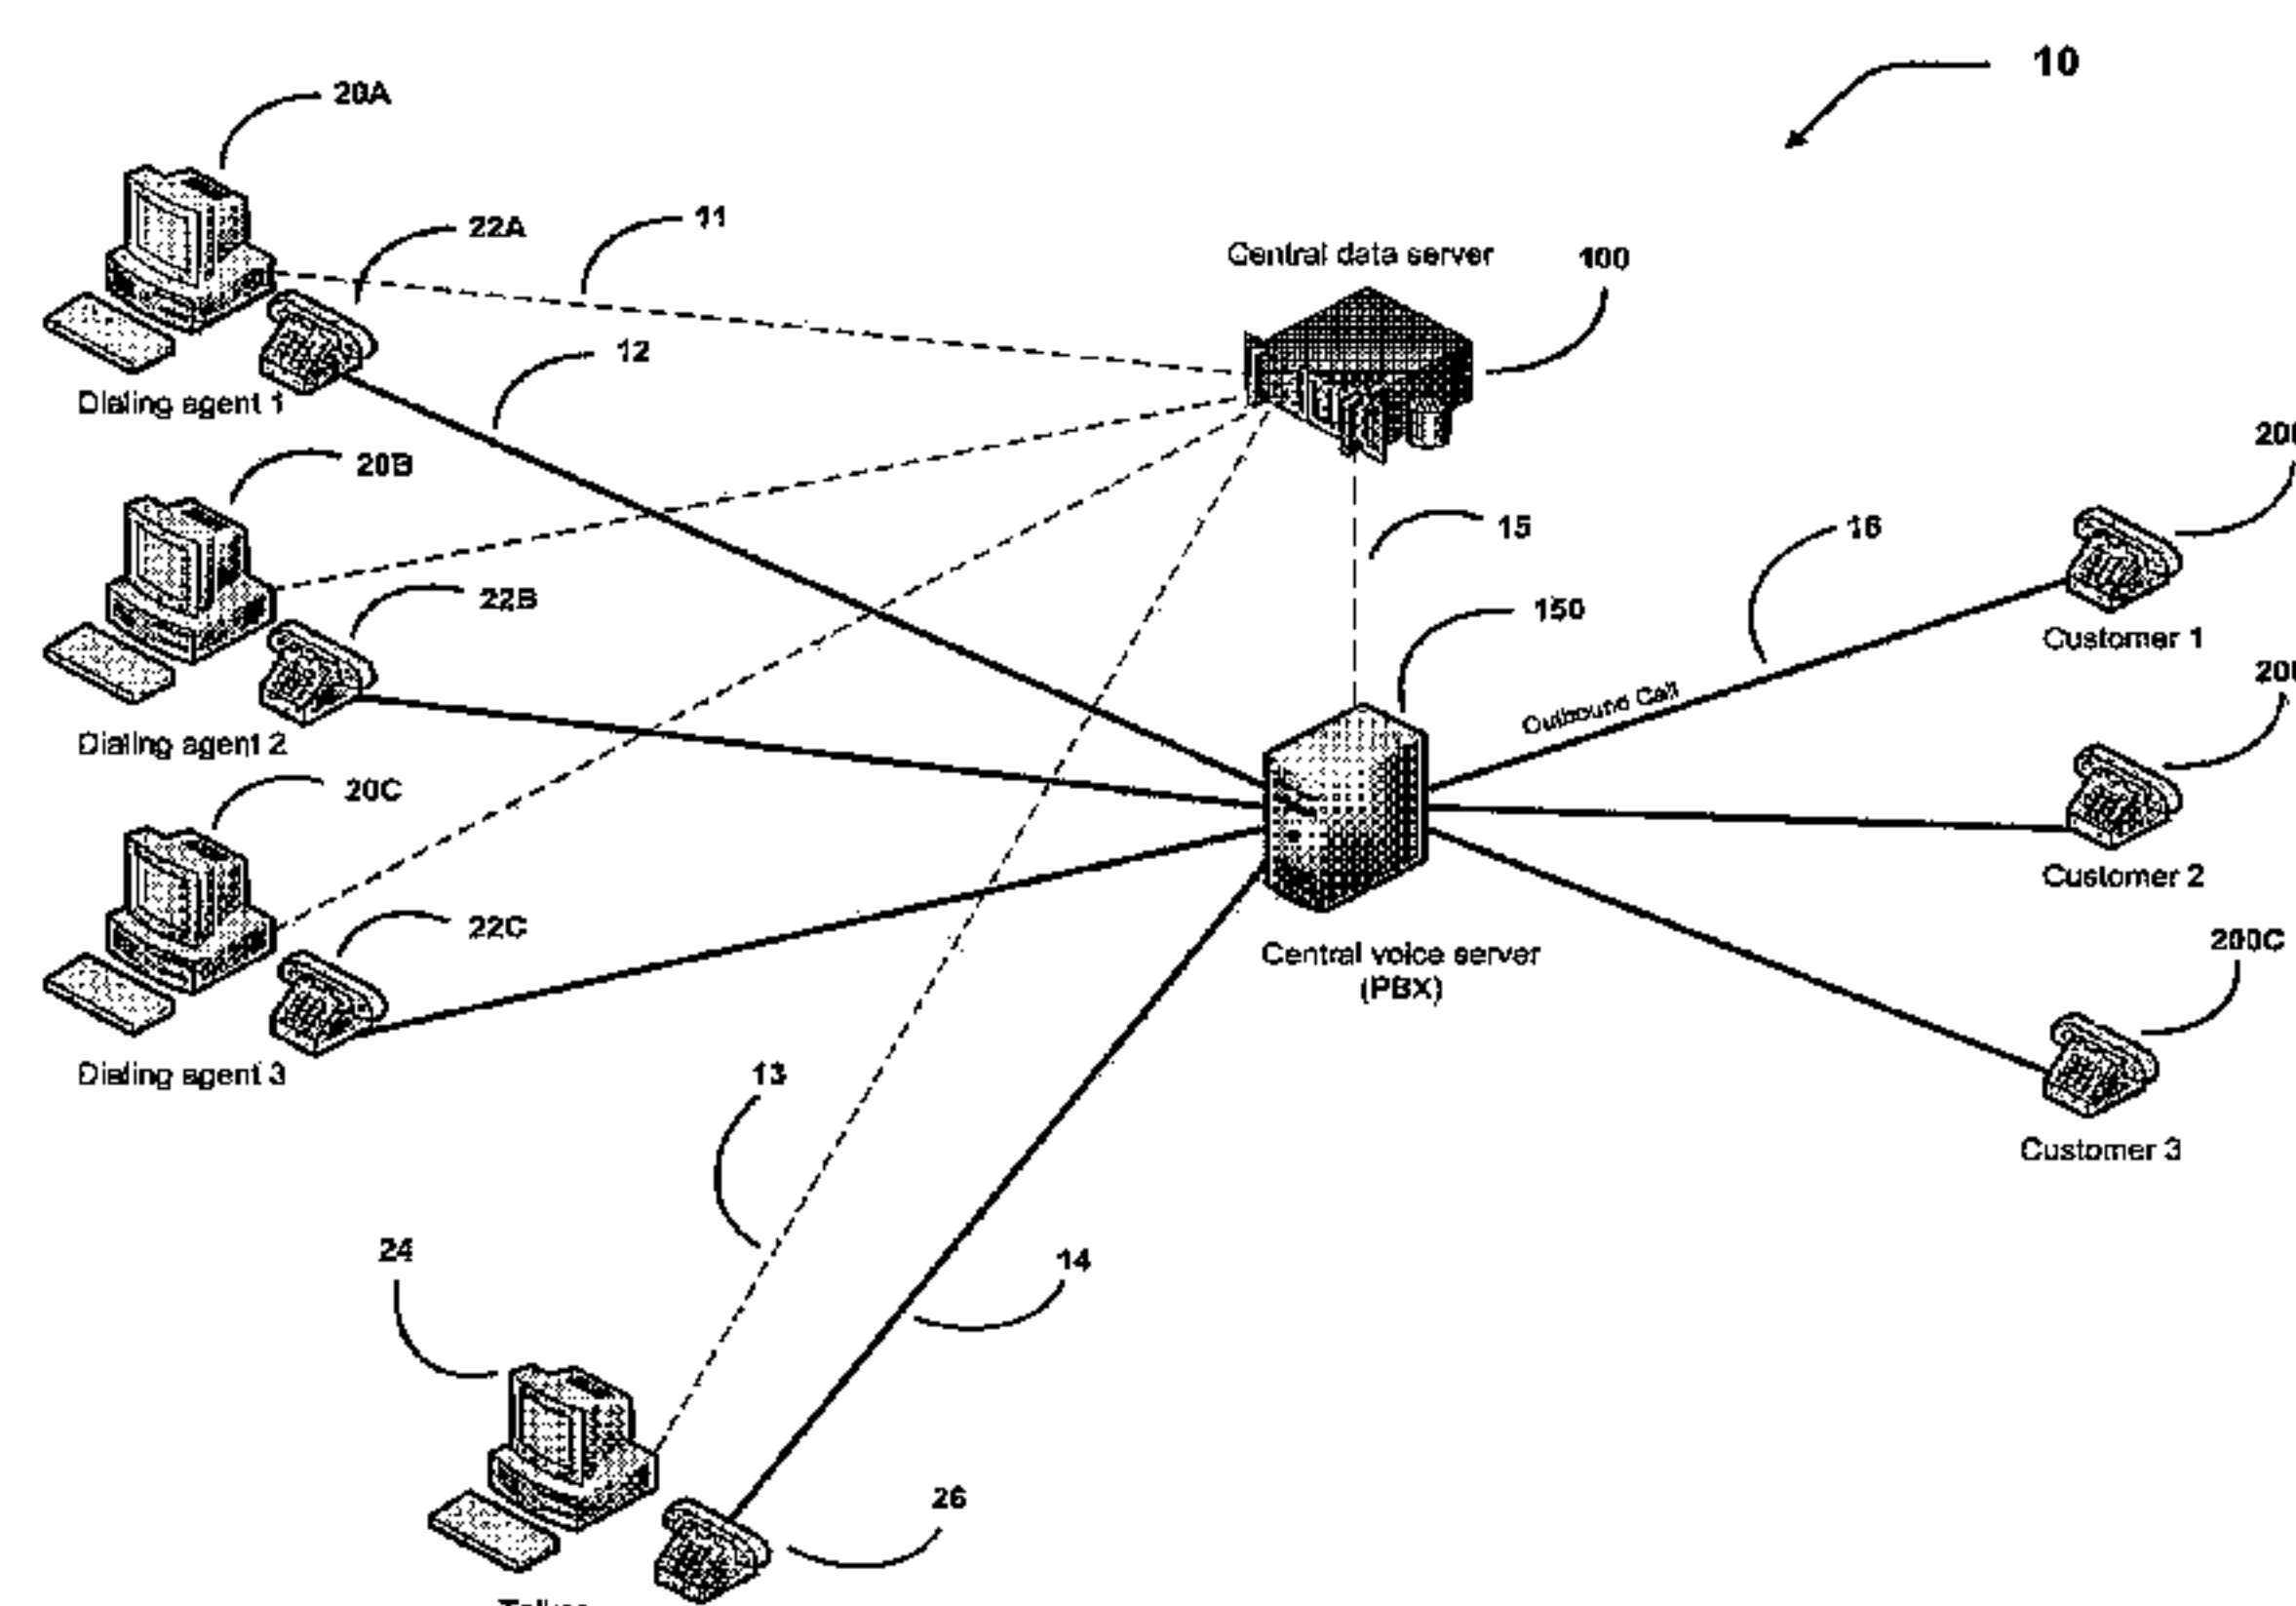 10
20A
22A
11
Central data server
100
12
Dialing agent 1
20B
15
16
22B
150
Customer 1
Outbound Call
Dialing agent 2
20C
Customer 2
22C
Central voice server
(PBX)
200C
Dialing agent 3
13
Customer 3
24
14
26